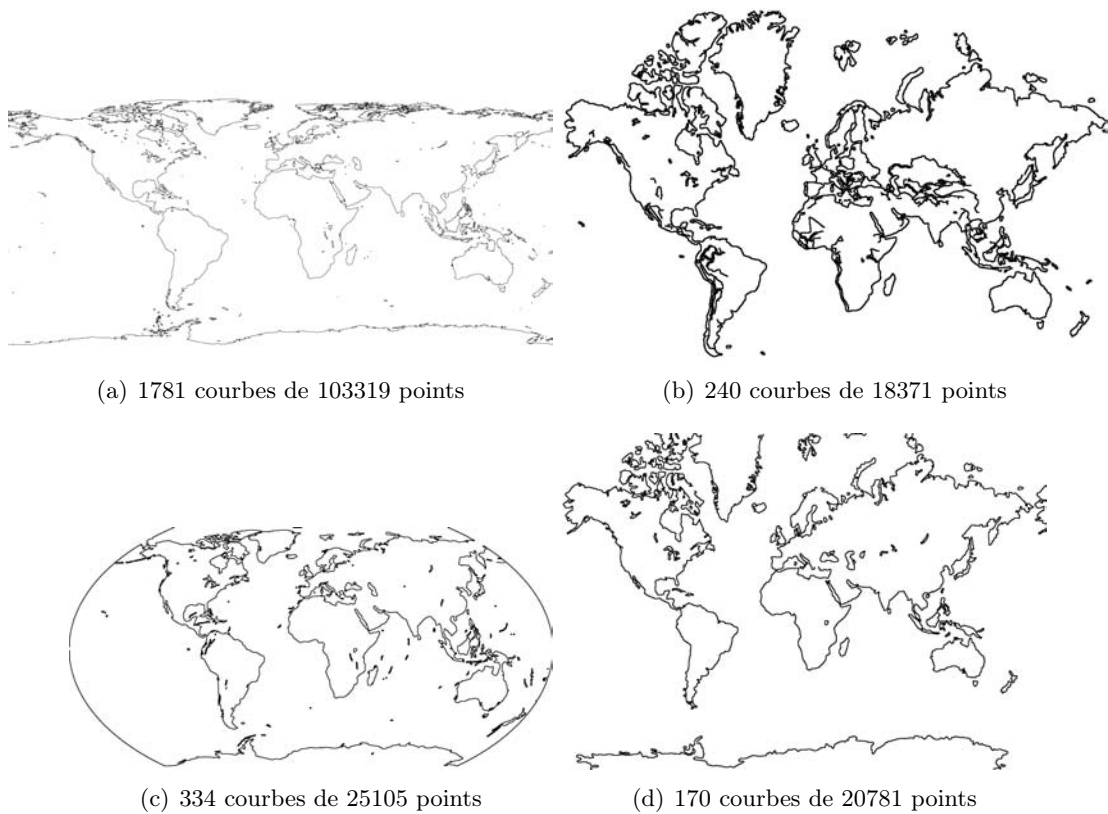 (a) 1781 courbes de 103319 points
(b) 240 courbes de 18371 points
(c) 334 courbes de 25105 points
(d) 170 courbes de 20781 points